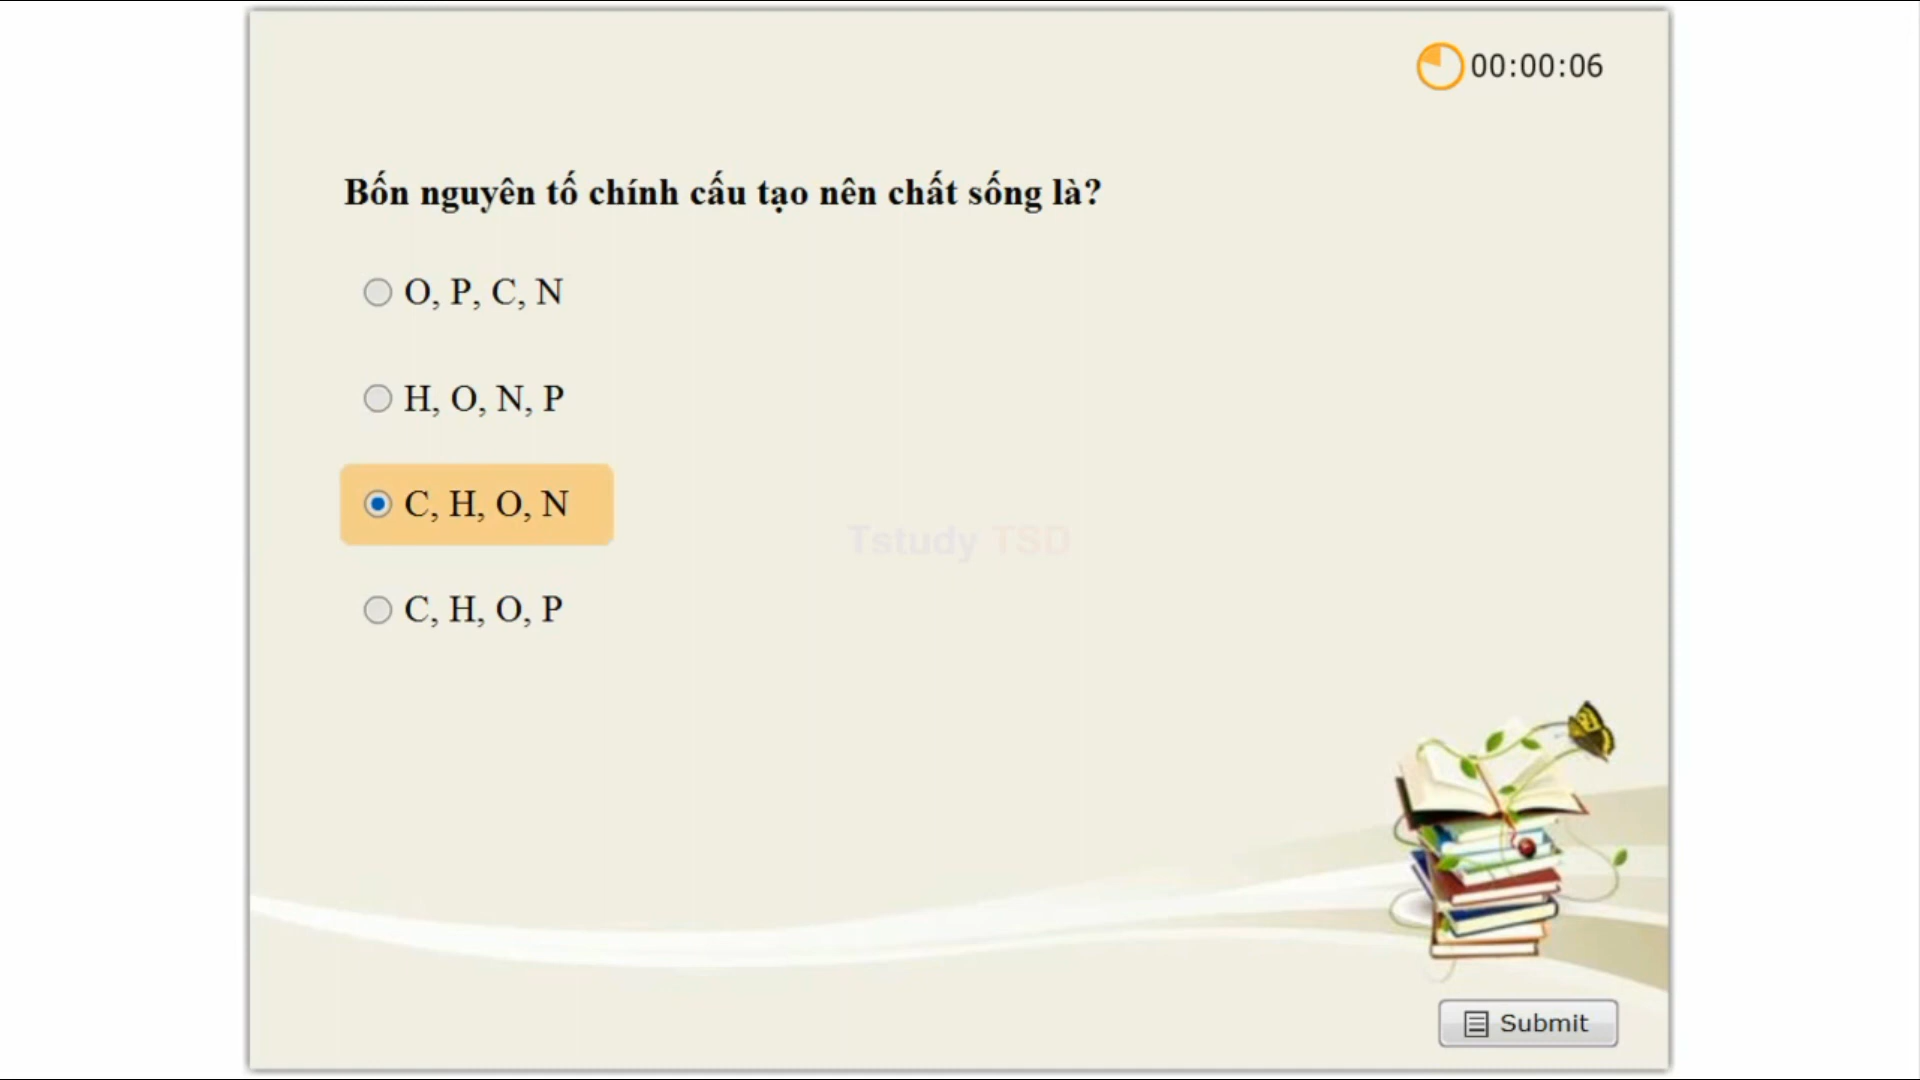 00:00:06
Bốn nguyên tố chính cấu tạo nên chất sống là?
O, P, C, N
H, O, N, P
C, H, O, N
Tstudy TSD
C, H, O, P
Submit